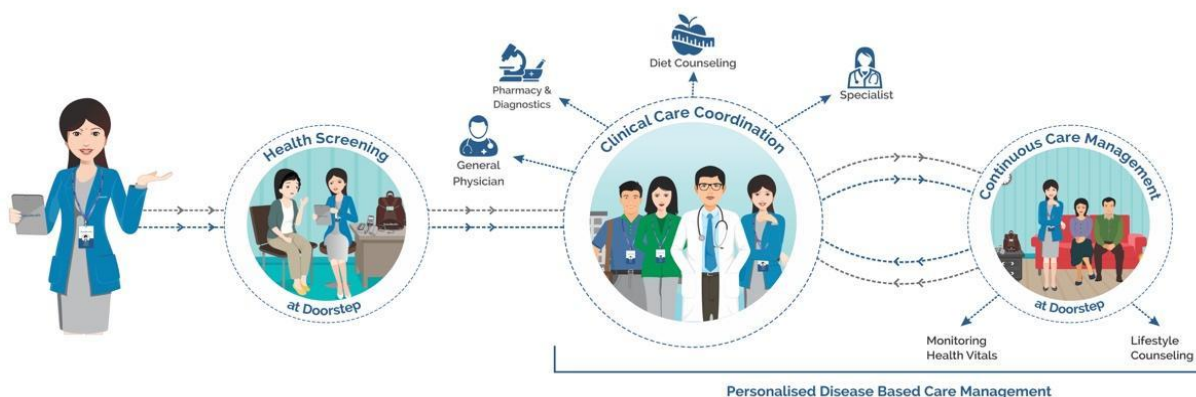 Health Screening
at Doorstep
General
Physician
Pharmacy &
Diagnostics
Diet Counseling
Specialist
Clinical Care Coordination
Continuous Care Management
at Doorstep
Monitoring
Health Vitals
Lifestyle
Counseling
Personalised Disease Based Care Management